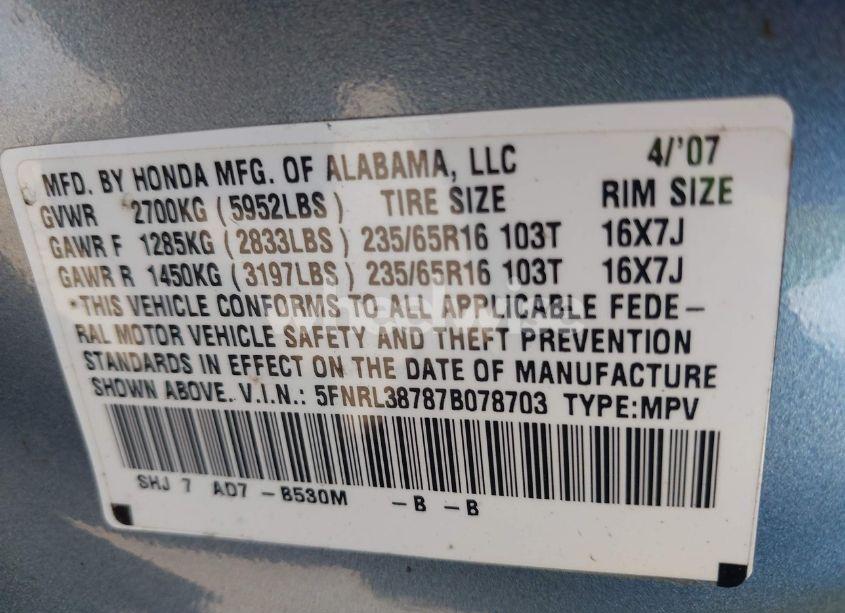 MFD. BY HONDA MFG. OF ALABAMA, LLC 4/'07
GVWR 2700KG (5952LBS) TIRE SIZE RIM SIZE
GAWR F 1285KG (2833LBS) 235/65R16 103T 16X7J
GAWR R 1450KG (3197LBS) 235/65R16 103T 16X7J
*THIS VEHICLE CONFORMS TO ALL APPLICABLE FEDE-
RAL MOTOR VEHICLE SAFETY AND THEFT PREVENTION
STANDARDS IN EFFECT ON THE DATE OF MANUFACTURE
SHOWN ABOVE. V.I.N.: 5FNRL38787B078703 TYPE:MPV
SHJ 7 AD7 -B530M -B -B